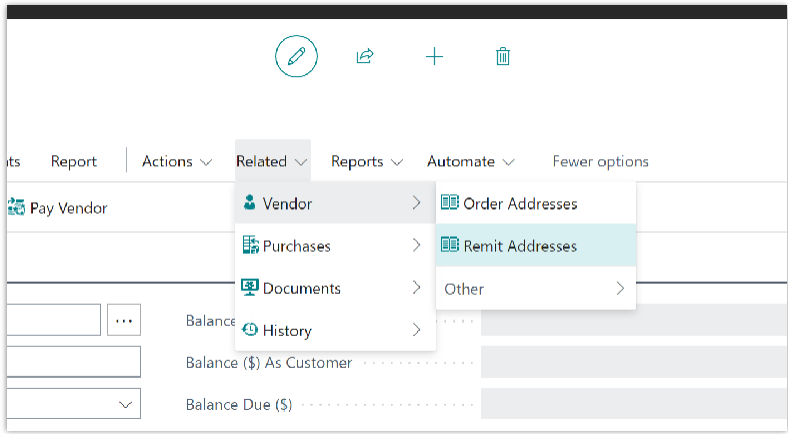 ts Report Actions Related Reports Automate Fewer options
Pay Vendor Vendor Order Addresses
Purchases Remit Addresses
Documents Other
Balance
History
Balance ($) As Customer
Balance Due ($)